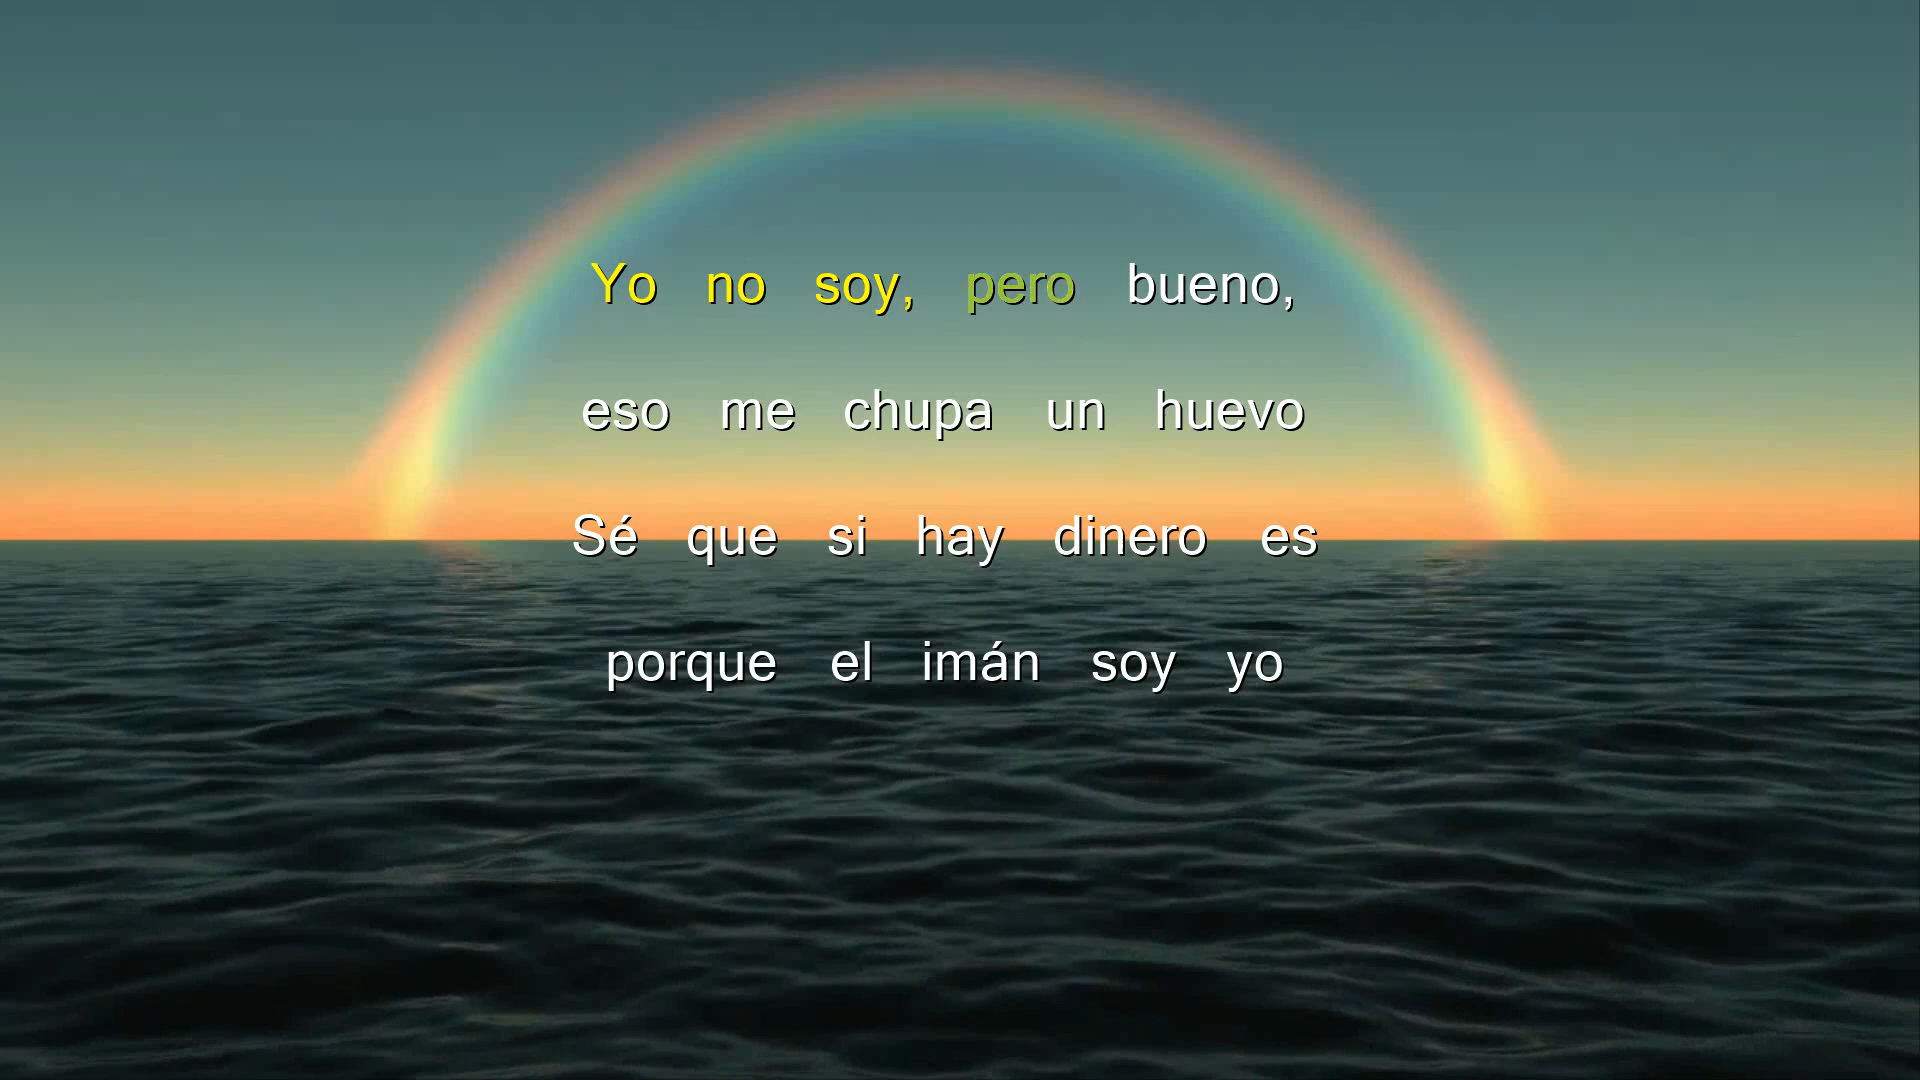 Yo no soy, pero bueno,
eso me chupa un huevo
Sé que si hay dinero es
porque el imán soy yo